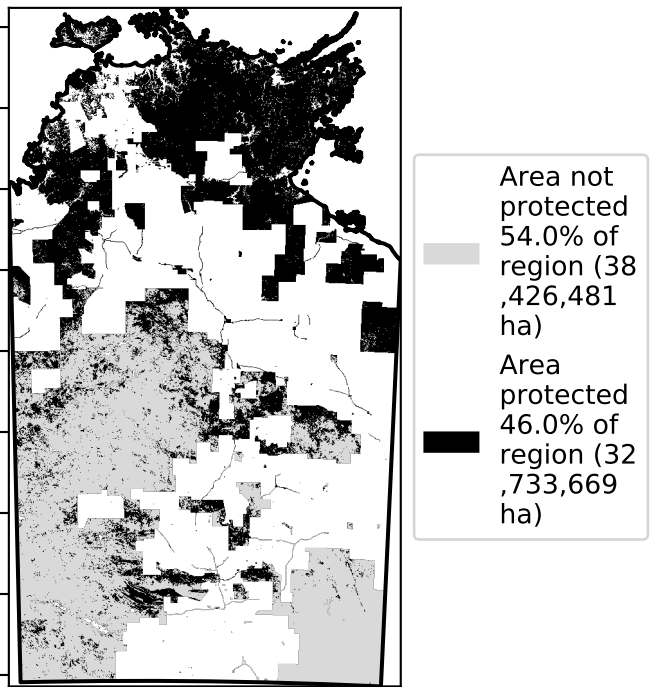 Area not
protected
54.0% of
region (38
,426,481
ha)
Area
protected
46.0% of
region (32
,733,669
ha)